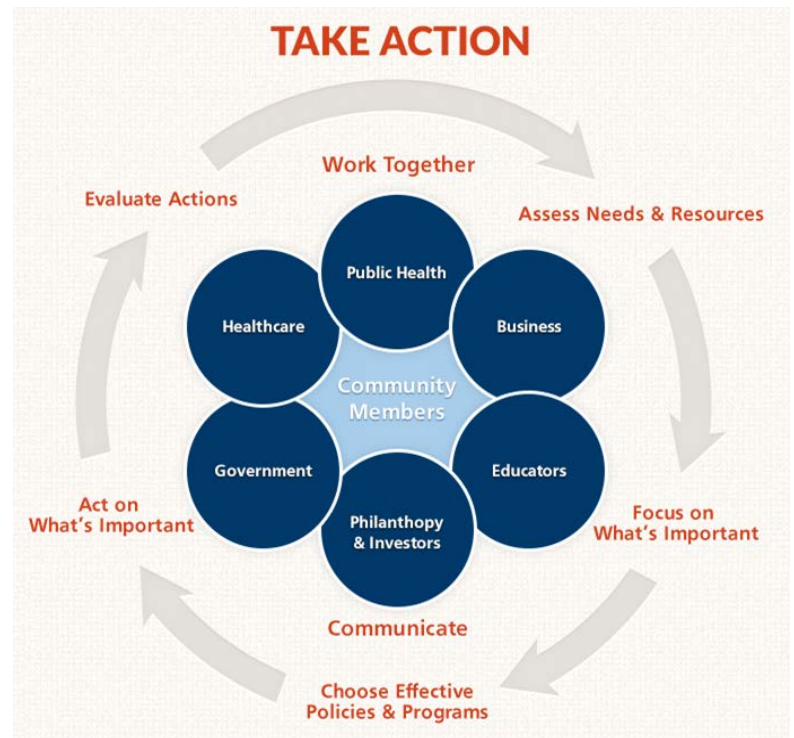 TAKE ACTION
Work Together
Evaluate Actions
Assess Needs & Resources
Public Health
Healthcare
Business
Community
Members
Government
Educators
Philanthopy
& Investors
Act on
What's Important
Focus on
What's Important
Communicate
Choose Effective
Policies & Programs